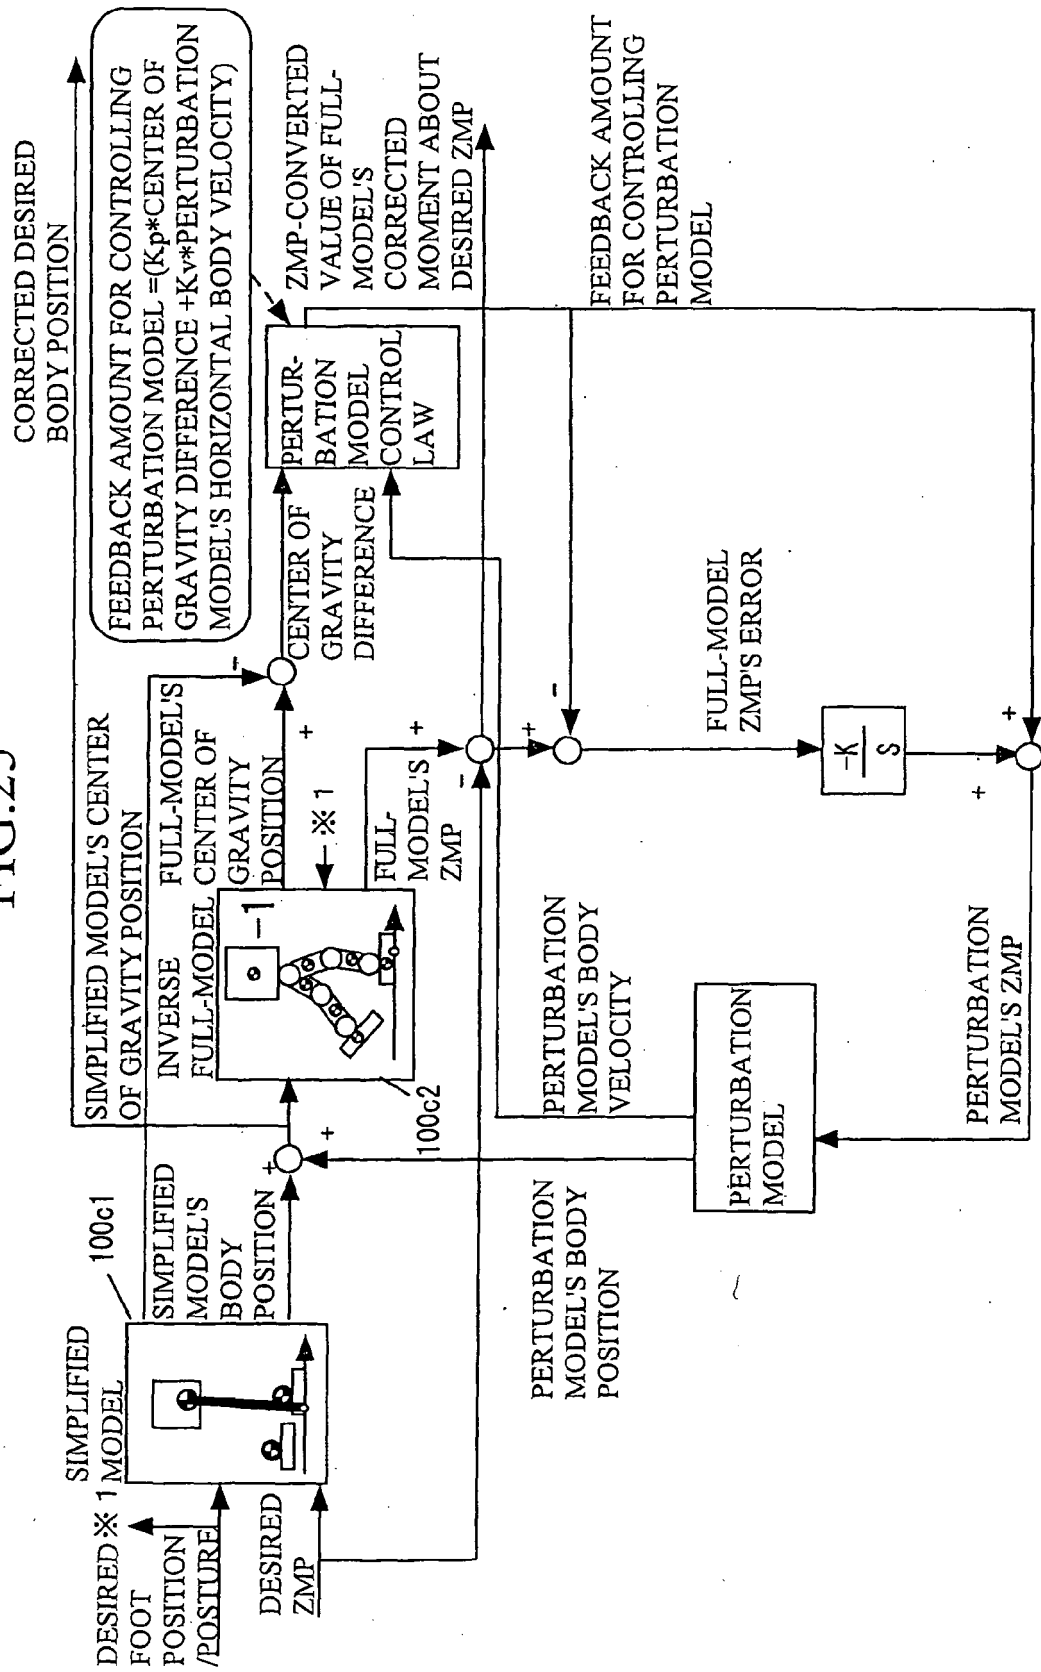 FIG.25
CORRECTED DESIRED
BODY POSITION
FEEDBACK AMOUNT FOR CONTROLLING
PERTURBATION MODEL =(Kp*CENTER OF
GRAVITY DIFFERENCE +Kv*PERTURBATION
MODEL'S HORIZONTAL BODY VELOCITY)
SIMPLIFIED MODEL'S CENTER
OF GRAVITY POSITION
100c1
SIMPLIFIED
MODEL
DESIRED ※ 1
FOOT
POSITION
/POSTURE
DESIRED
ZMP
SIMPLIFIED
MODEL'S
BODY
POSITION
+
+
INVERSE
FULL-MODEL
-1
100c2
FULL-MODEL'S
CENTER OF
GRAVITY
POSITION
※ 1
FULL-
MODEL'S
ZMP
-
+
CENTER OF
GRAVITY
DIFFERENCE
PERTUR-
BATION
MODEL
CONTROL
LAW
ZMP-CONVERTED
VALUE OF FULL-
MODEL'S
CORRECTED
MOMENT ABOUT
DESIRED ZMP
+
-
+
-
FEEDBACK AMOUNT
FOR CONTROLLING
PERTURBATION
MODEL
PERTURBATION
MODEL'S BODY
VELOCITY
PERTURBATION
MODEL'S BODY
POSITION
FULL-MODEL
ZMP'S ERROR
-K
S
PERTURBATION
MODEL
PERTURBATION
MODEL'S ZMP
+
+